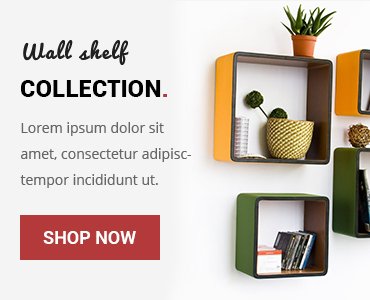 Wall shelf
COLLECTION.
Lorem ipsum dolor sit
amet, consectetur adipisc-
tempor incididunt ut.
SHOP NOW